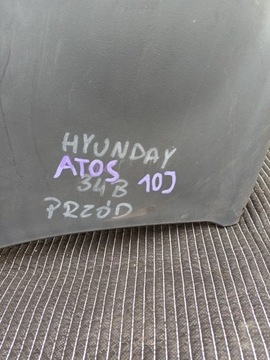 HYUNDAY
ATOS 10J
34B
PRZÓD